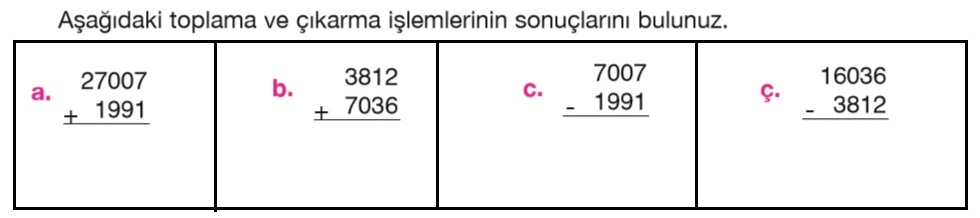 Aşağıdaki toplama ve çıkarma işlemlerinin sonuçlarını bulunuz.
a. 27007
+ 1991
b. 3812
+ 7036
c. 7007
- 1991
ç. 16036
- 3812